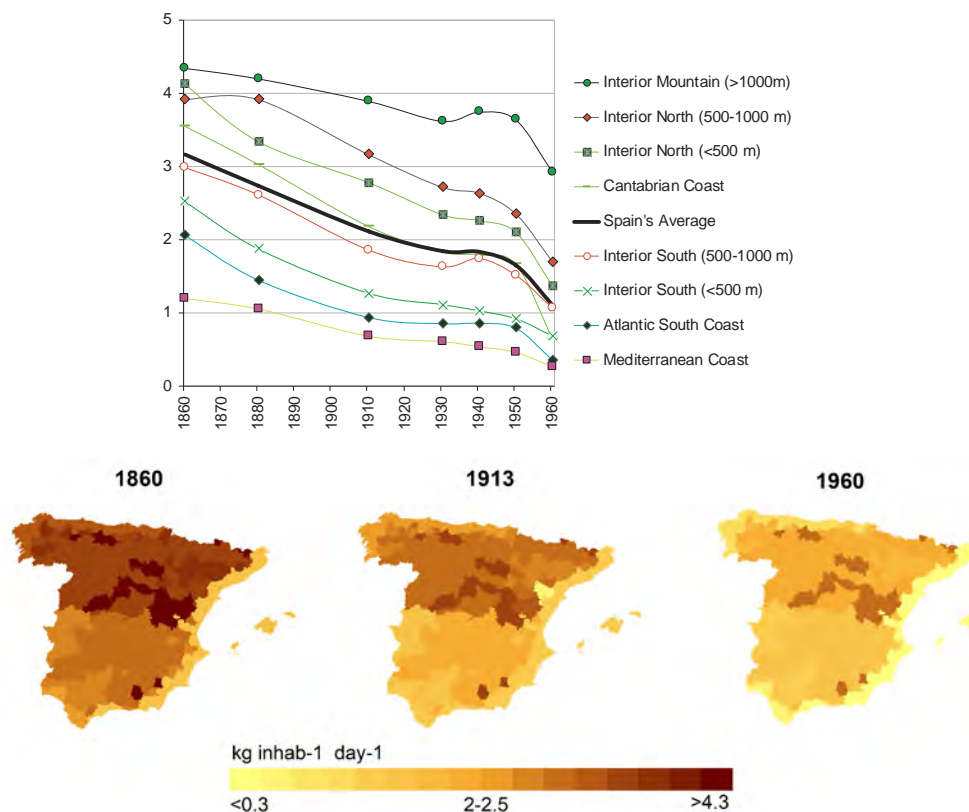 5
4
3
2
1
0
1860
1870
1880
1890
1900
1910
1920
1930
1940
1950
1960
Interior Mountain (>1000m)
Interior North (500-1000 m)
Interior North (<500 m)
Cantabrian Coast
Spain's Average
Interior South (500-1000 m)
Interior South (<500 m)
Atlantic South Coast
Mediterranean Coast
1860
1913
1960
kg inhab-1 day-1
<0.3
2-2.5
>4.3